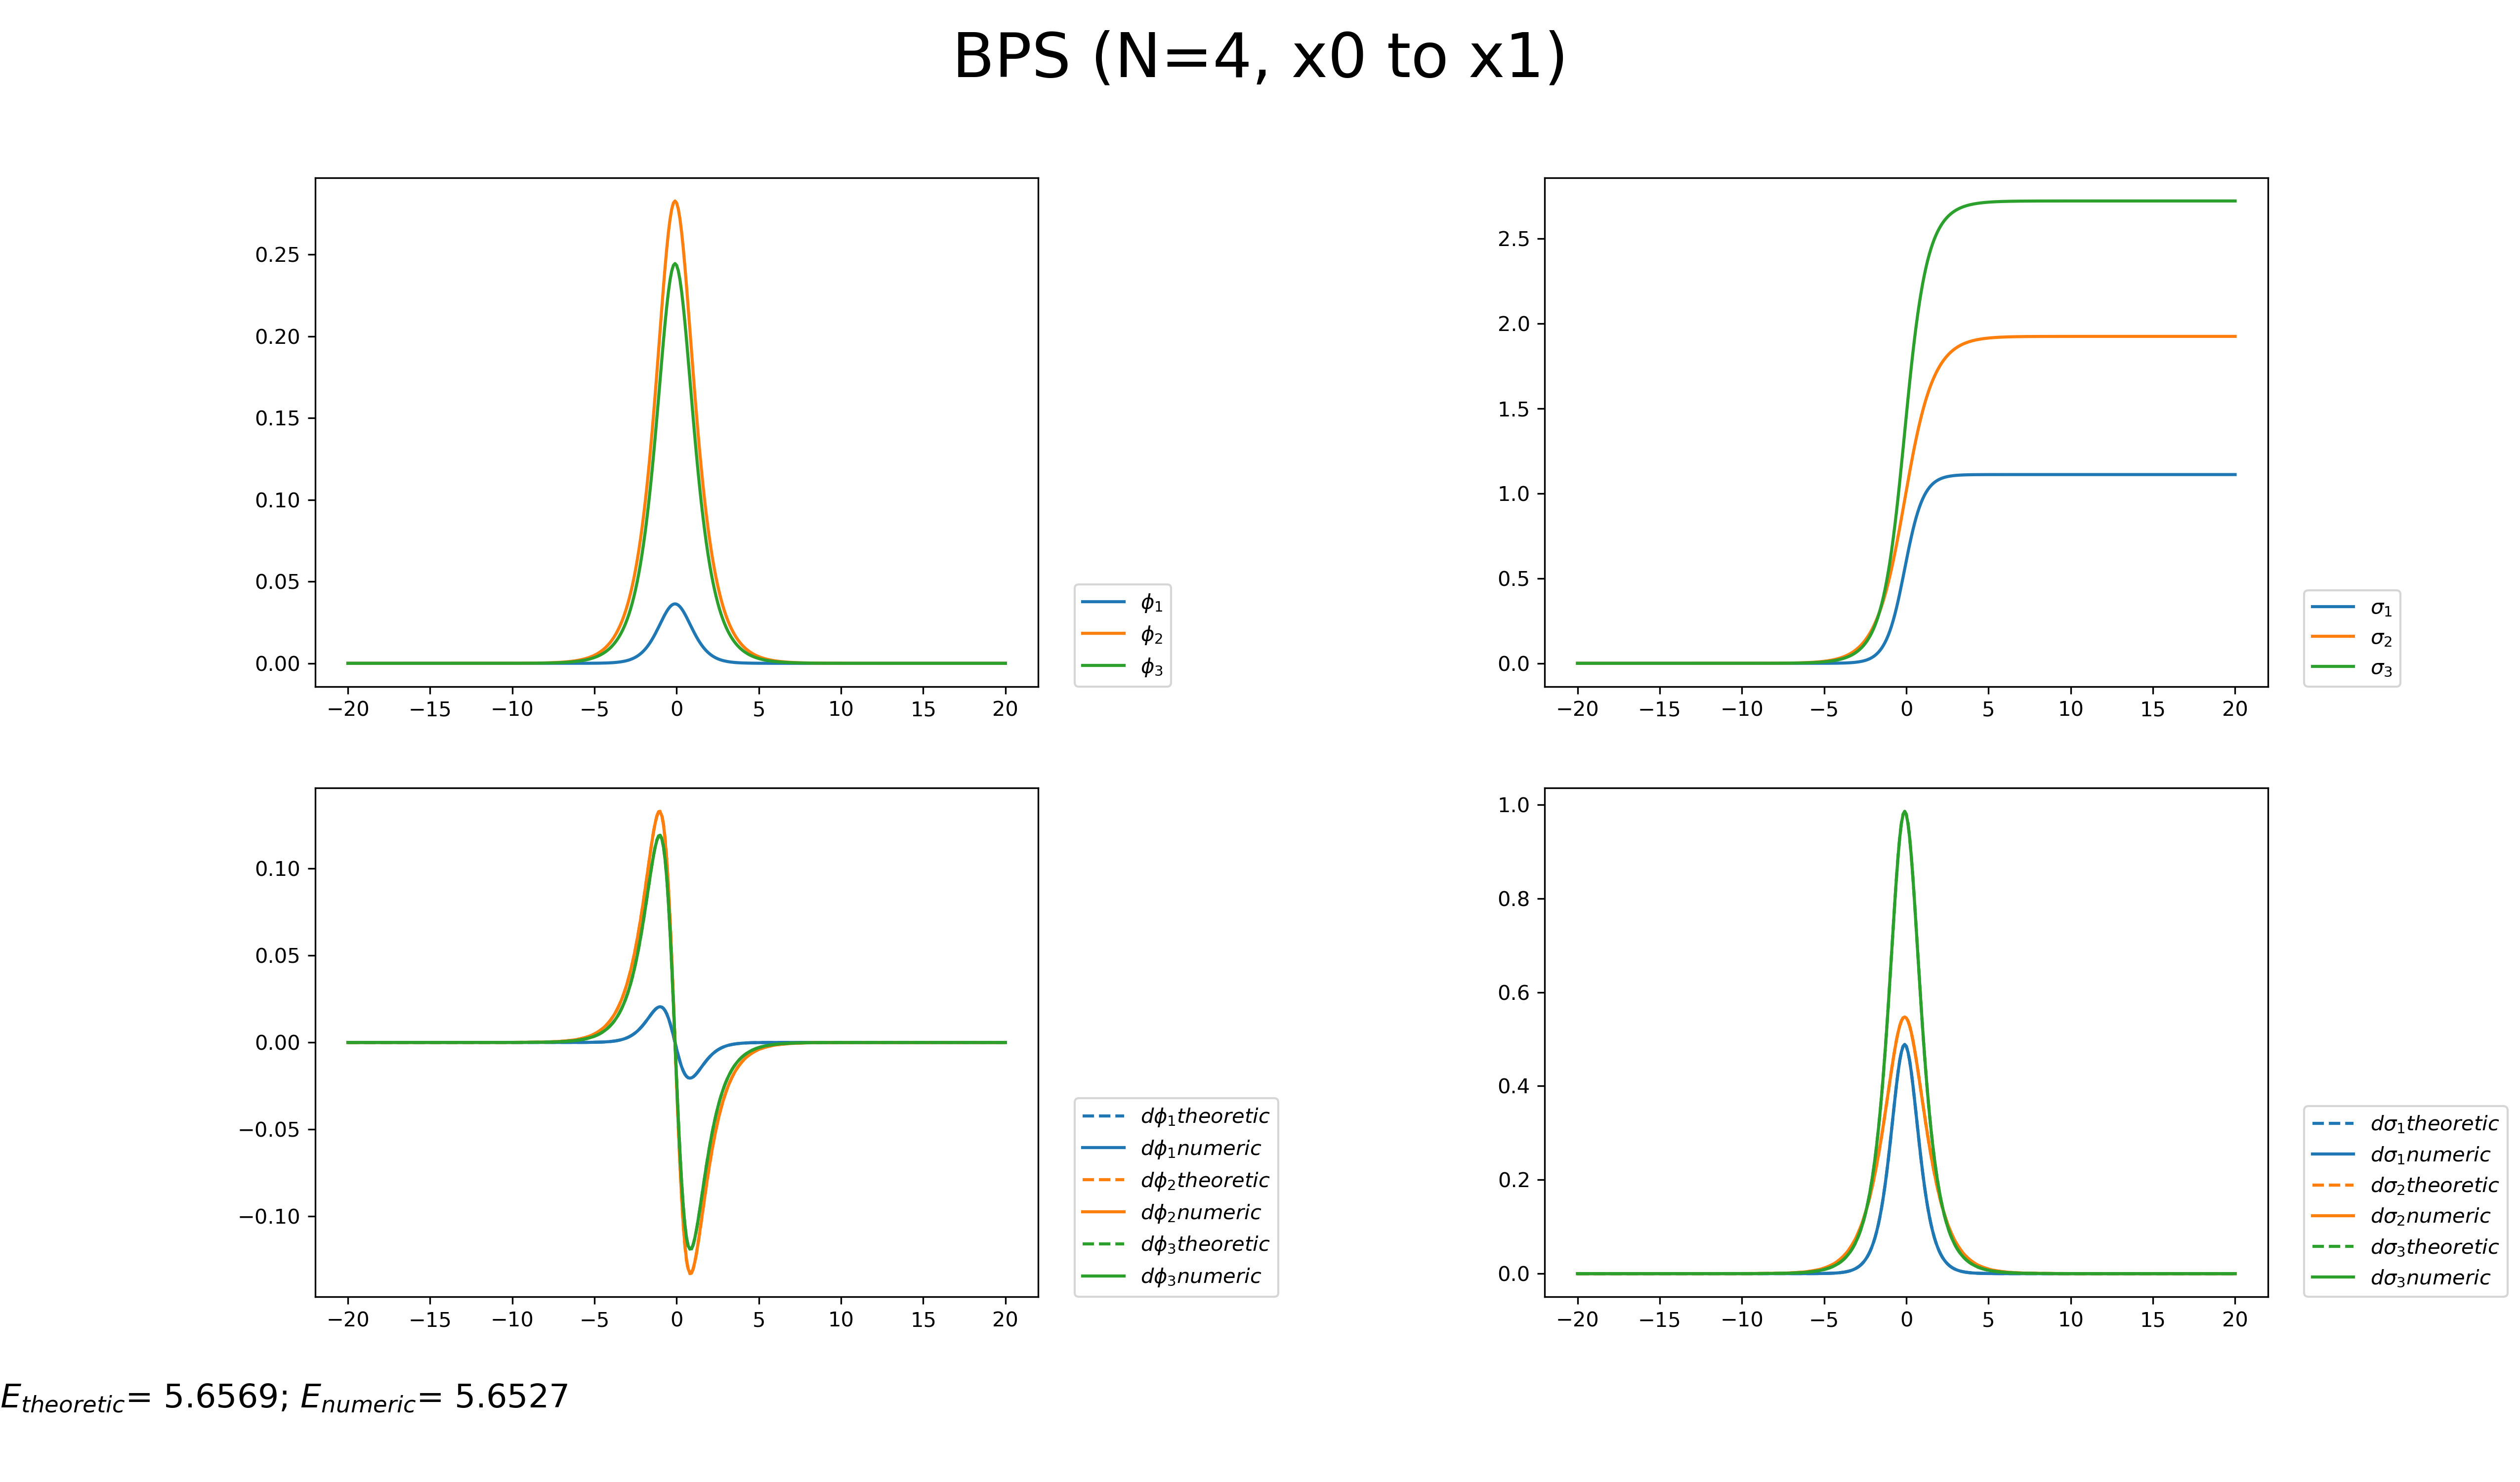 BPS (N=4, x0 to x1)
0.25
0.20
0.15
0.10
0.05
0.00
−20 −15 −10 −5 0 5 10 15 20
ϕ1
ϕ2
ϕ3
2.5
2.0
1.5
1.0
0.5
0.0
−20 −15 −10 −5 0 5 10 15 20
σ1
σ2
σ3
0.10
0.05
0.00
−0.05
−0.10
−20 −15 −10 −5 0 5 10 15 20
dϕ1theoretic
dϕ1numeric
dϕ2theoretic
dϕ2numeric
dϕ3theoretic
dϕ3numeric
1.0
0.8
0.6
0.4
0.2
0.0
−20 −15 −10 −5 0 5 10 15 20
dσ1theoretic
dσ1numeric
dσ2theoretic
dσ2numeric
dσ3theoretic
dσ3numeric
Etheoretic= 5.6569; Enumeric= 5.6527